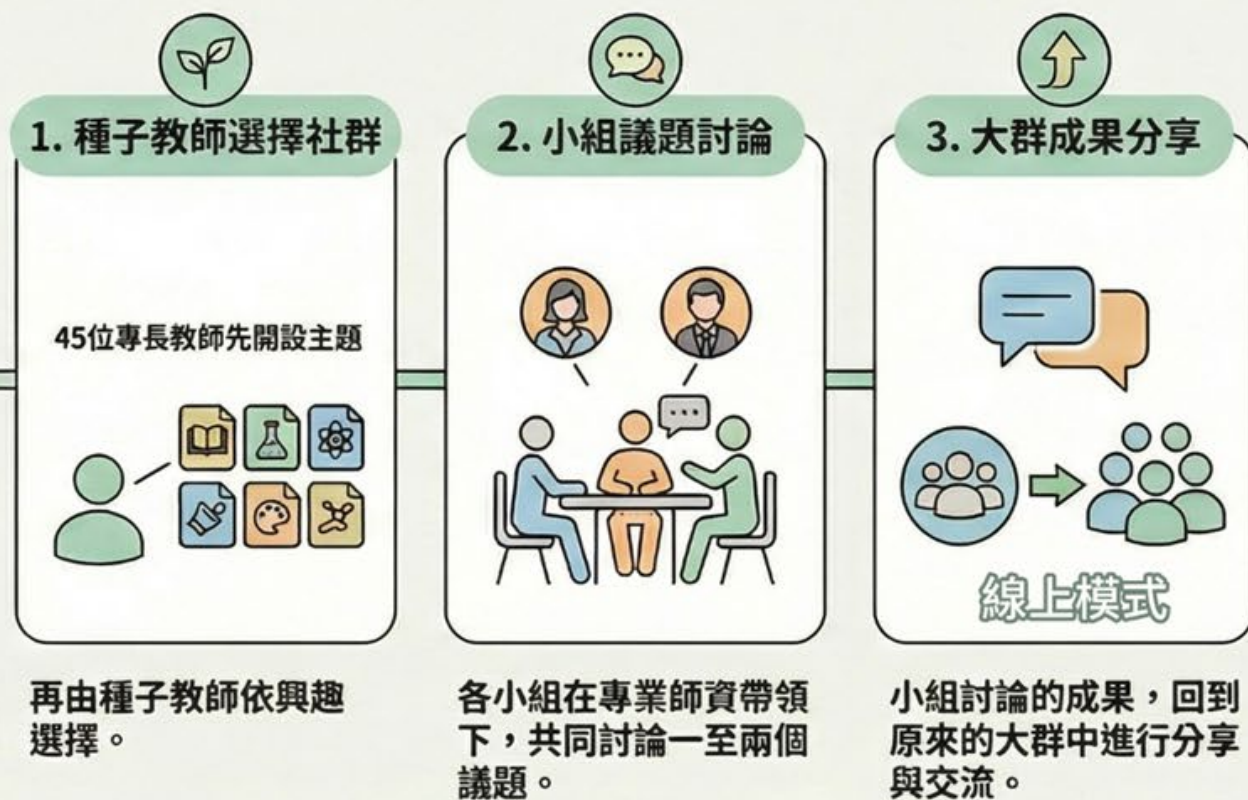 1. 種子教師選擇社群
45位專長教師先開設主題
再由種子教師依興趣
選擇。
2. 小組議題討論
各小組在專業師資帶領
下，共同討論一至兩個
議題。
3. 大群成果分享
線上模式
小組討論的成果，回到
原來的大群中進行分享
與交流。